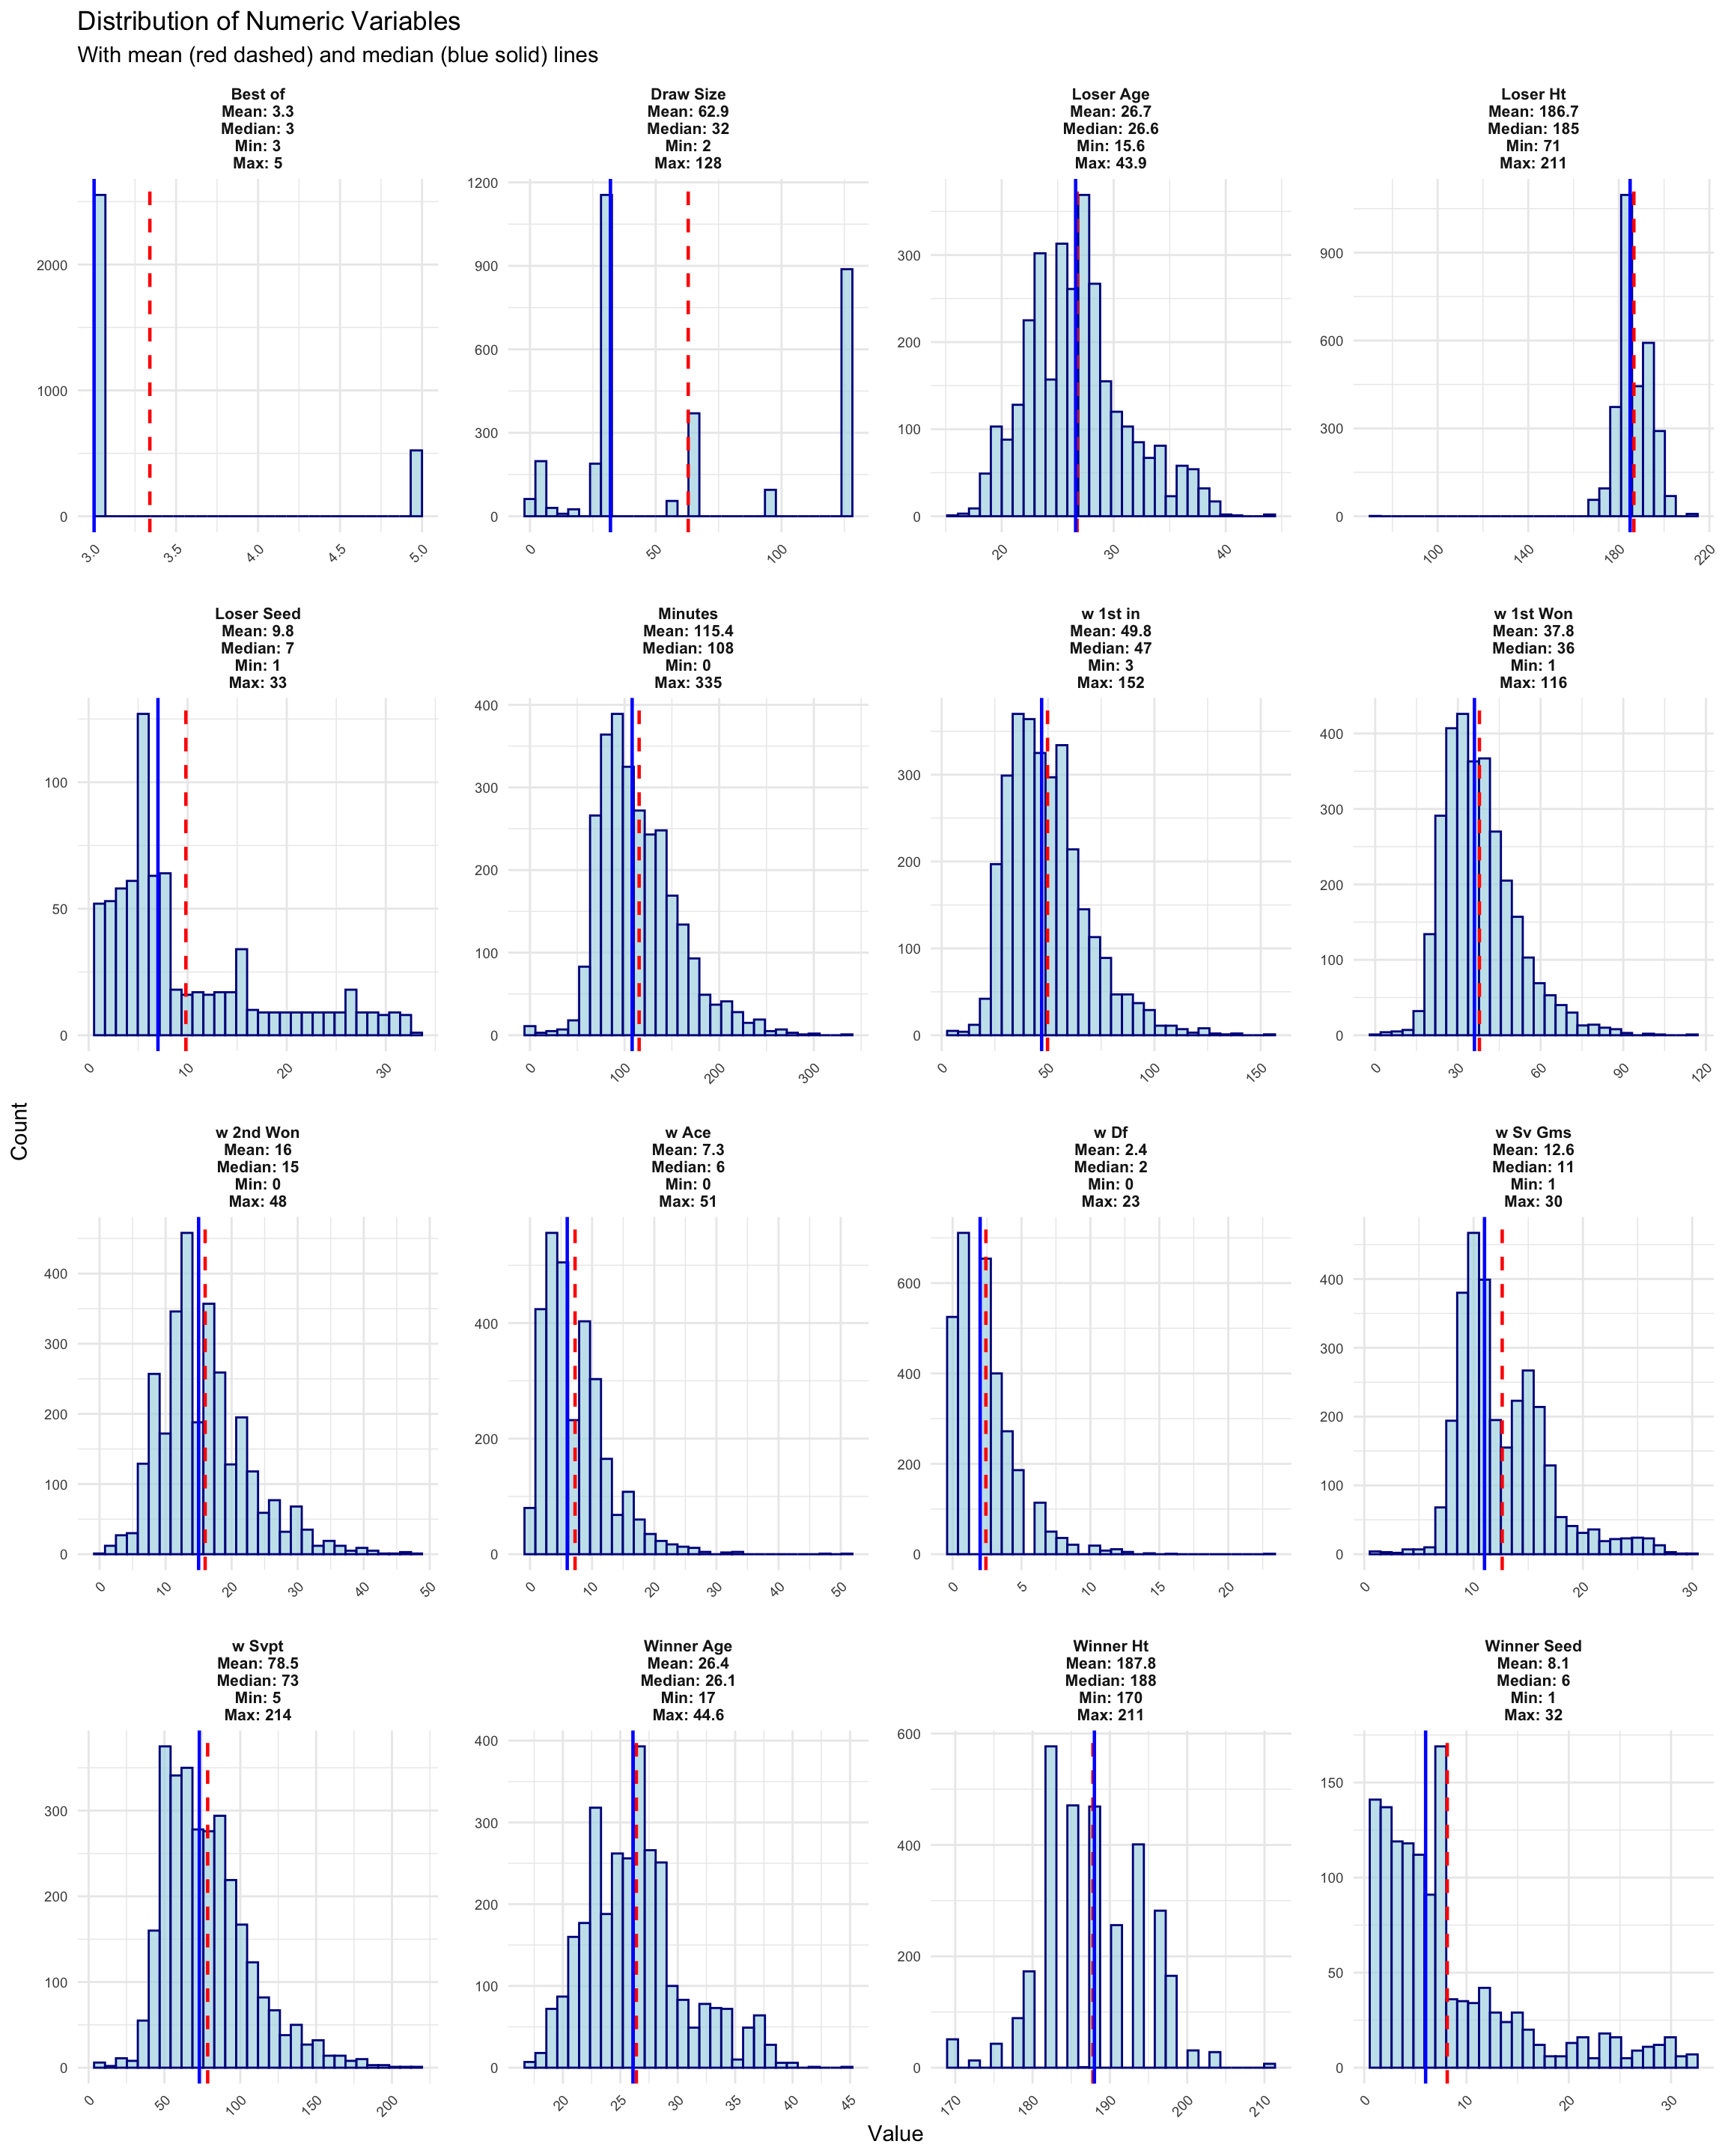 Distribution of Numeric Variables
With mean (red dashed) and median (blue solid) lines
Best of
Mean: 3.3
Median: 3
Min: 3
Max: 5
0
1000
2000
3.0
3.5
4.0
4.5
5.0
Draw Size
Mean: 62.9
Median: 32
Min: 2
Max: 128
0
300
600
900
1200
0
50
100
Loser Age
Mean: 26.7
Median: 26.6
Min: 15.6
Max: 43.9
0
100
200
300
20
30
40
Loser Ht
Mean: 186.7
Median: 185
Min: 71
Max: 211
0
300
600
900
100
140
180
220
Loser Seed
Mean: 9.8
Median: 7
Min: 1
Max: 33
0
50
100
0
10
20
30
Minutes
Mean: 115.4
Median: 108
Min: 0
Max: 335
0
100
200
300
400
0
100
200
300
w 1st in
Mean: 49.8
Median: 47
Min: 3
Max: 152
0
100
200
300
0
50
100
150
w 1st Won
Mean: 37.8
Median: 36
Min: 1
Max: 116
0
100
200
300
400
0
30
60
90
120
Count
w 2nd Won
Mean: 16
Median: 15
Min: 0
Max: 48
0
100
200
300
400
0
10
20
30
40
50
w Ace
Mean: 7.3
Median: 6
Min: 0
Max: 51
0
200
400
0
10
20
30
40
50
w Df
Mean: 2.4
Median: 2
Min: 0
Max: 23
0
200
400
600
0
5
10
15
20
w Sv Gms
Mean: 12.6
Median: 11
Min: 1
Max: 30
0
100
200
300
400
0
10
20
30
w Svpt
Mean: 78.5
Median: 73
Min: 5
Max: 214
0
100
200
300
0
50
100
150
200
Winner Age
Mean: 26.4
Median: 26.1
Min: 17
Max: 44.6
0
100
200
300
400
20
25
30
35
40
45
Winner Ht
Mean: 187.8
Median: 188
Min: 170
Max: 211
0
200
400
600
170
180
190
200
210
Winner Seed
Mean: 8.1
Median: 6
Min: 1
Max: 32
0
50
100
150
0
10
20
30
Value